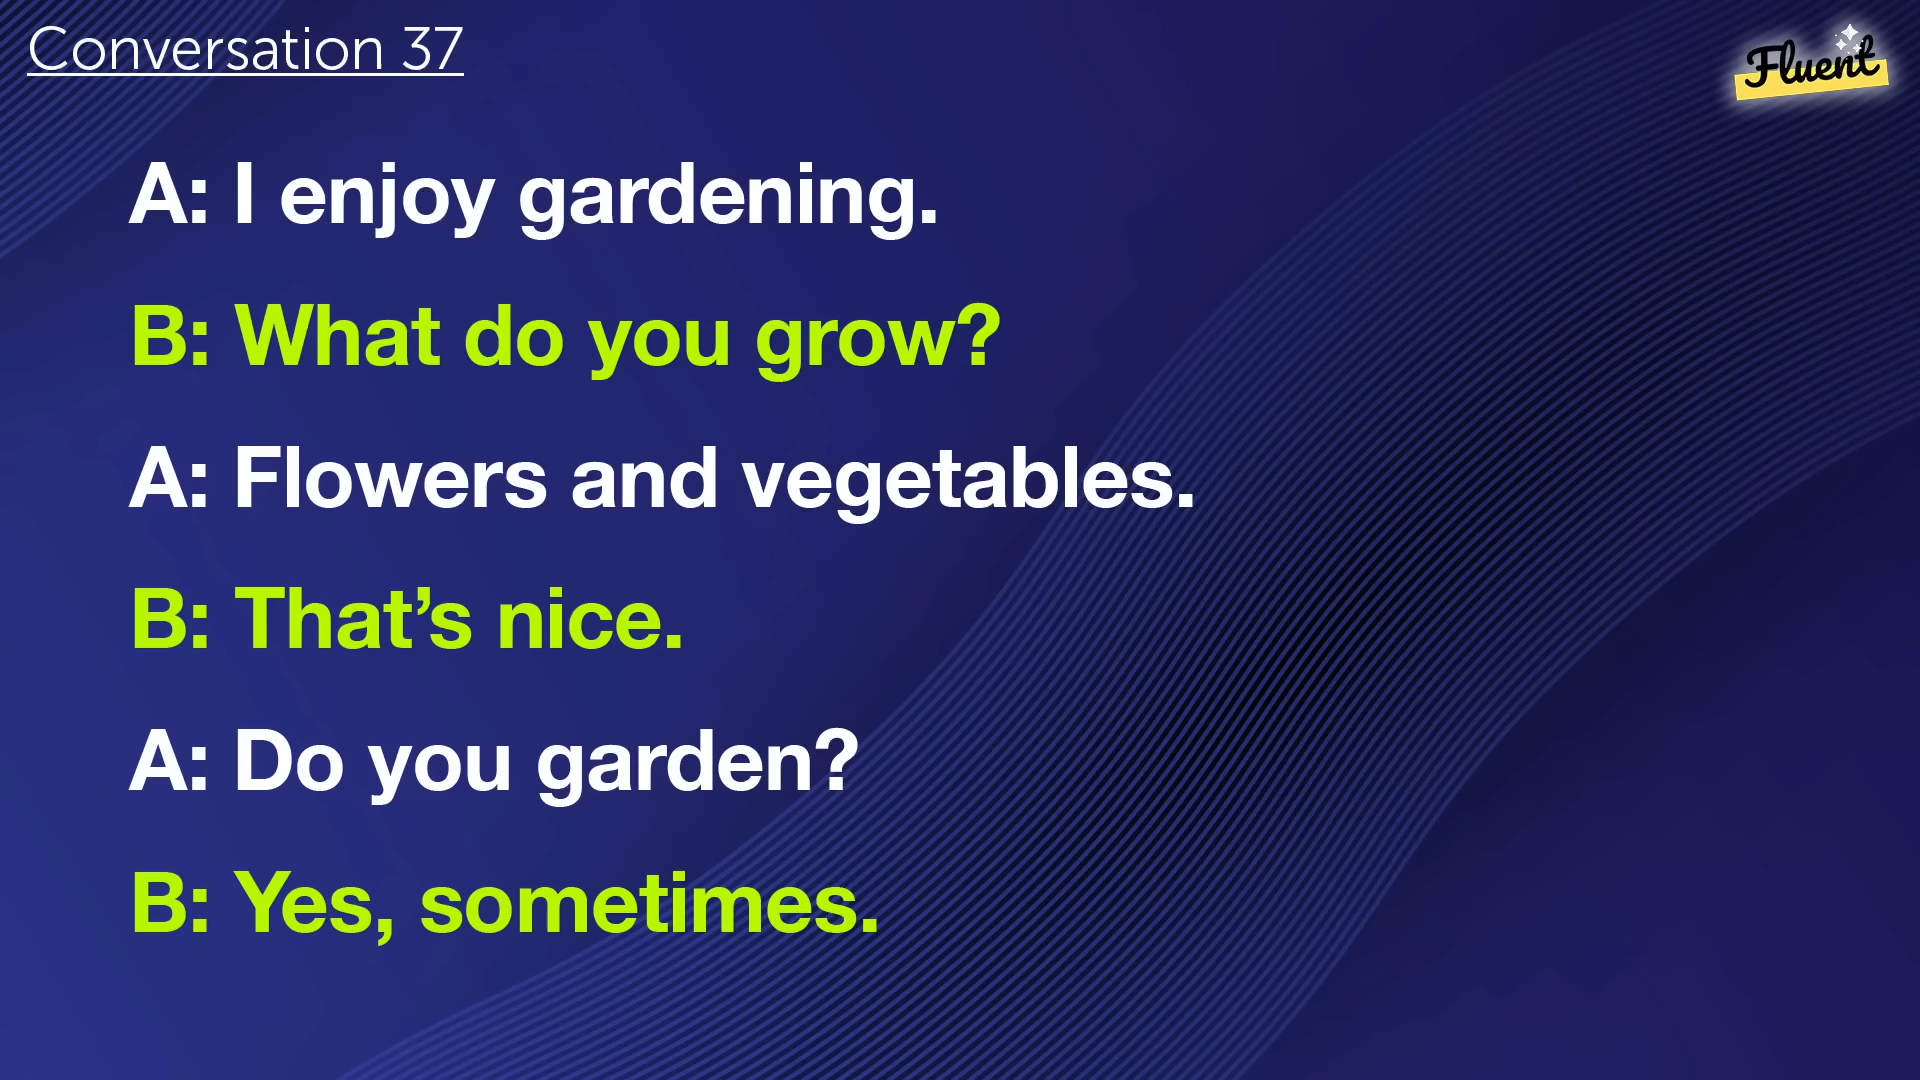 Conversation 37
Fluent
A: I enjoy gardening.
B: What do you grow?
A: Flowers and vegetables.
B: That’s nice.
A: Do you garden?
B: Yes, sometimes.